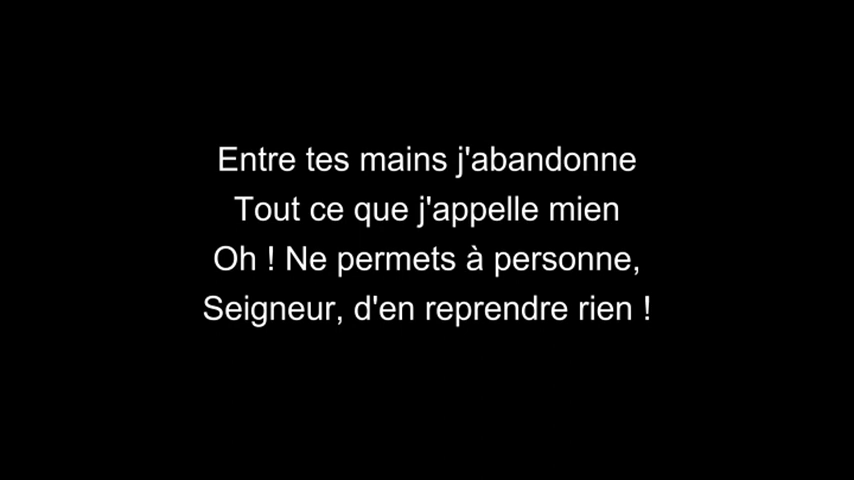 Entre tes mains j'abandonne
Tout ce que j'appelle mien
Oh ! Ne permets à personne,
Seigneur, d'en reprendre rien !